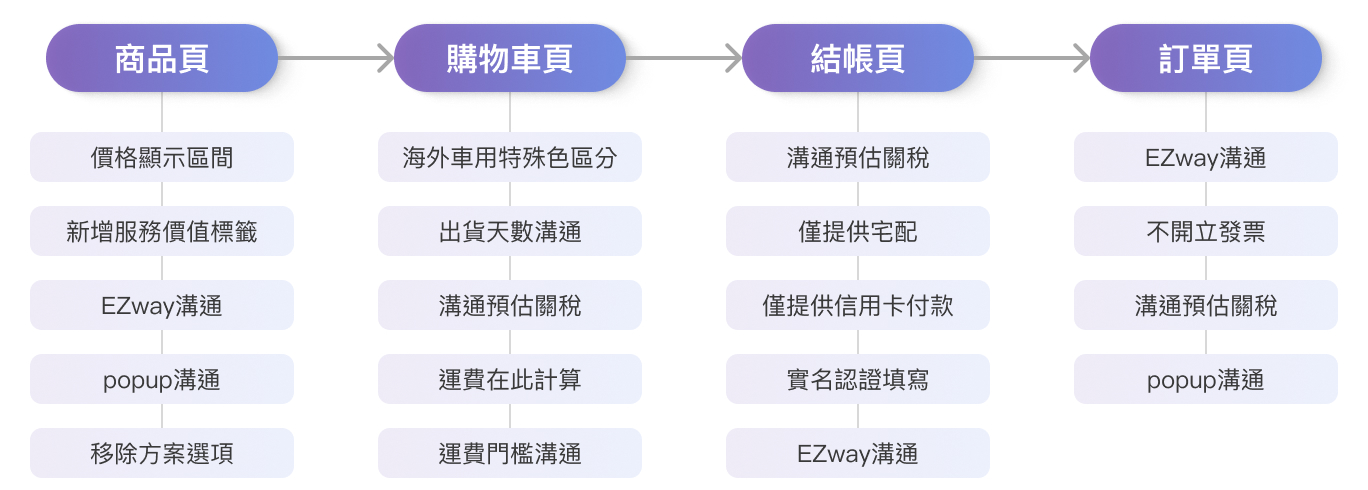 商品頁
價格顯示區間
新增服務價值標籤
EZway溝通
popup溝通
移除方案選項
購物車頁
海外車用特殊色區分
出貨天數溝通
溝通預估關稅
運費在此計算
運費門檻溝通
結帳頁
溝通預估關稅
僅提供宅配
僅提供信用卡付款
實名認證填寫
EZway溝通
訂單頁
EZway溝通
不開立發票
溝通預估關稅
popup溝通